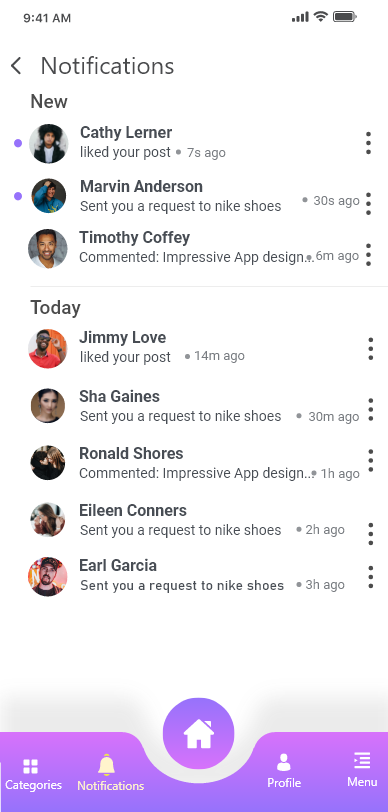 9:41 AM
Notifications
New
Cathy Lerner
liked your post • 7s ago
Marvin Anderson
Sent you a request to nike shoes • 30s ago
Timothy Coffey
Commented: Impressive App design... • 6m ago
Today
Jimmy Love
liked your post • 14m ago
Sha Gaines
Sent you a request to nike shoes • 30m ago
Ronald Shores
Commented: Impressive App design... • 1h ago
Eileen Conners
Sent you a request to nike shoes • 2h ago
Earl Garcia
Sent you a request to nike shoes • 3h ago
Categories Notifications Profile Menu